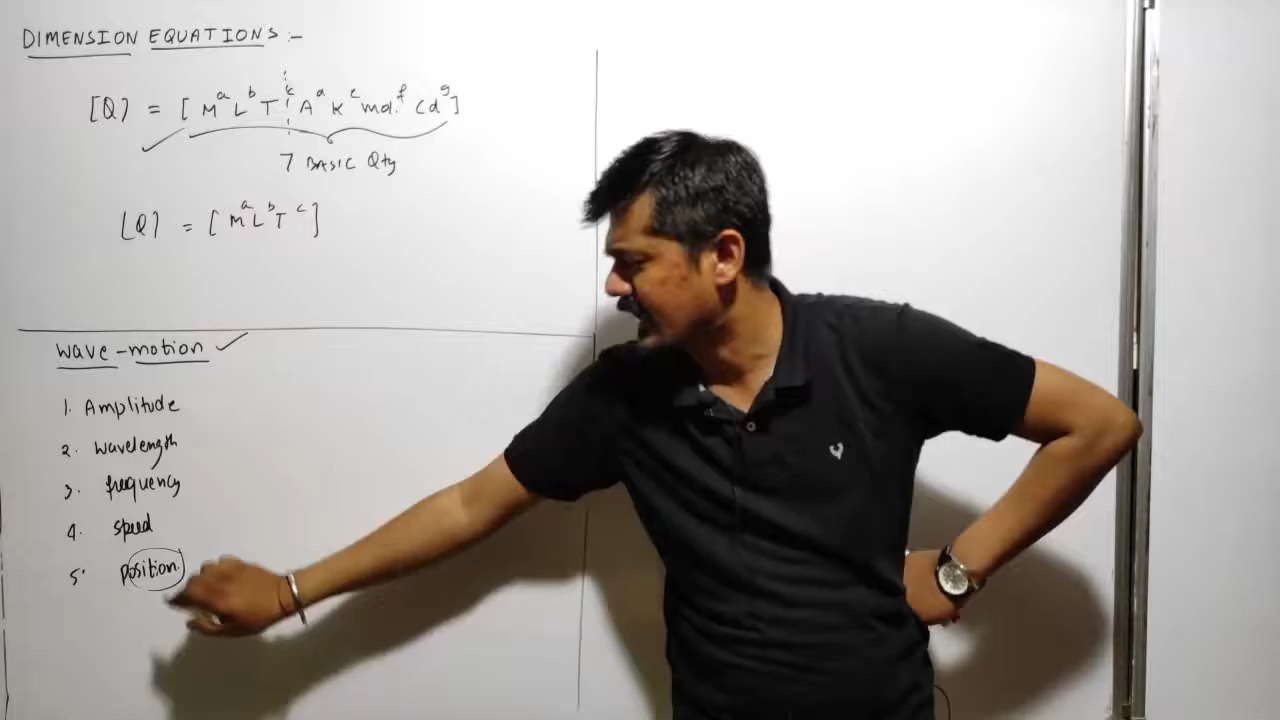 DIMENSION EQUATIONS :-
[Q] = [ M^a L^b T^c A^d K^e mol.^f Cd^g ]
7 BASIC Qty
[Q] = [ M^a L^b T^c ]
Wave-motion ✓
1. Amplitude
2. Wavelength
3. frequency
4. speed
5. position